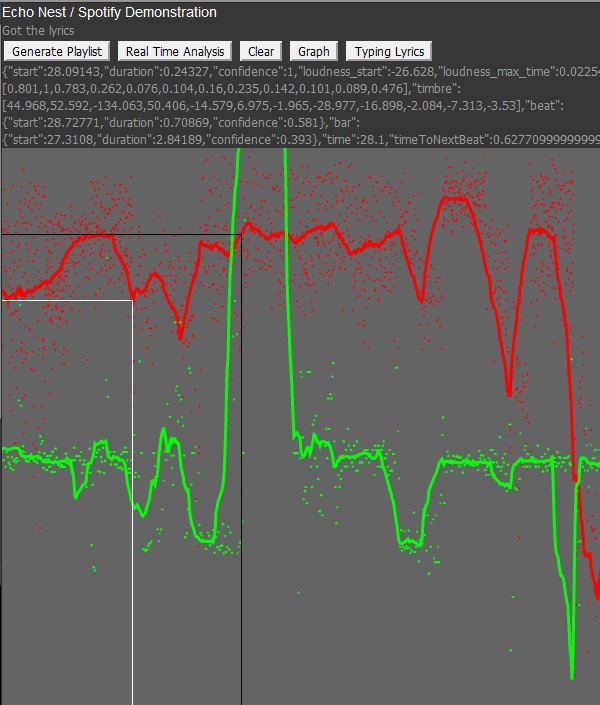 Echo Nest / Spotify Demonstration
Got the lyrics
Generate Playlist Real Time Analysis Clear Graph Typing Lyrics
{"start":28.09143,"duration":0.24327,"confidence":1,"loudness_start":-26.628,"loudness_max_time":0.02254
[0.801,1,0.783,0.262,0.076,0.104,0.16,0.235,0.142,0.101,0.089,0.476],"timbre":
[44.968,52.592,-134.063,50.406,-14.579,6.975,-1.965,-28.977,-16.898,-2.084,-7.313,-3.53],"beat":
{"start":28.72771,"duration":0.70869,"confidence":0.581},"bar":
{"start":27.3108,"duration":2.84189,"confidence":0.393},"time":28.1,"timeToNextBeat":0.6277099999999